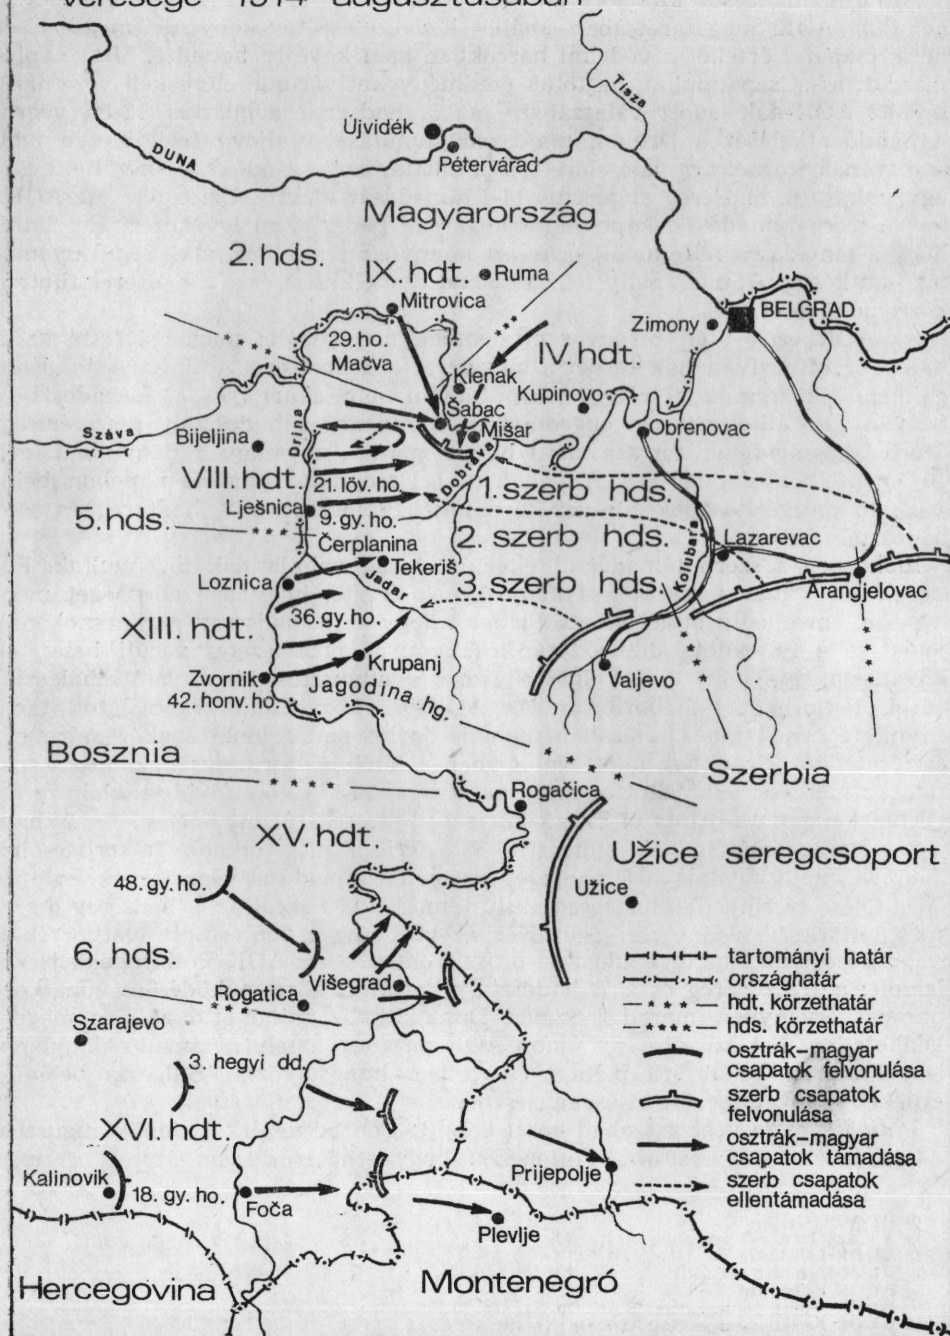 veresége 1914 augusztusában
Tisza
DUNA
Újvidék
Pétervárad
Magyarország
2. hds.
IX. hdt.
Ruma
Mitrovica
Zimony
BELGRAD
29. ho.
Mačva
IV. hdt.
Klenak
Kupinovo
Šabac
Obrenovac
Mišar
Száva
Bijeljina
Drina
Dobrava
VIII. hdt.
21. löv. ho.
1. szerb hds.
Lješnica
9. gy. ho.
5. hds.
2. szerb hds.
Kolubara
Lazarevac
Čerplanina
Tekeriš
Loznica
Jadar
3. szerb hds.
Arangjelovac
36. gy. ho.
XIII. hdt.
Krupanj
Valjevo
Zvornik
42. honv. ho.
Jagodina hg.
Bosznia
Szerbia
Rogačica
XV. hdt.
Užice seregcsoport
48. gy. ho.
Užice
6. hds.
Višegrad
Rogatica
Szarajevo
tartományi határ
országhatár
hdt. körzethatár
hds. körzethatár
osztrák–magyar
csapatok felvonulása
szerb csapatok
felvonulása
osztrák–magyar
csapatok támadása
szerb csapatok
ellentámadása
3. hegyi dd.
XVI. hdt.
Prijepolje
Kalinovik
18. gy. ho.
Foča
Plevlje
Hercegovina
Montenegró